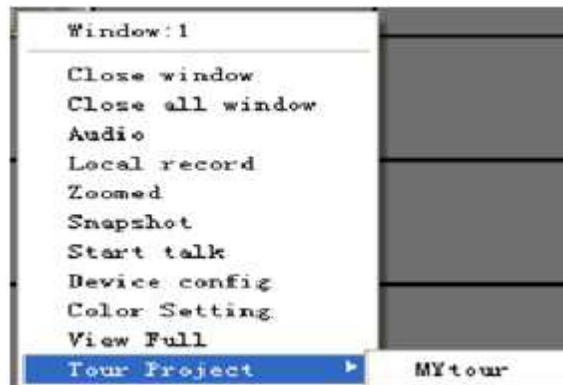 Window:1
Close window
Close all window
Audio
Local record
Zoomed
Snapshot
Start talk
Device config
Color Setting
View Full
Tour Project
MYtour